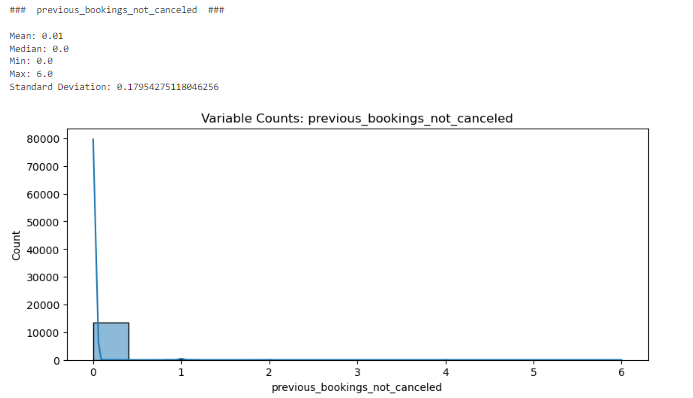 ### previous_bookings_not_canceled ###
Mean: 0.01
Median: 0.0
Min: 0.0
Max: 6.0
Standard Deviation: 0.17954275118046256
Variable Counts: previous_bookings_not_canceled
80000
70000
60000
50000
40000
30000
20000
10000
0
Count
0 1 2 3 4 5 6
previous_bookings_not_canceled